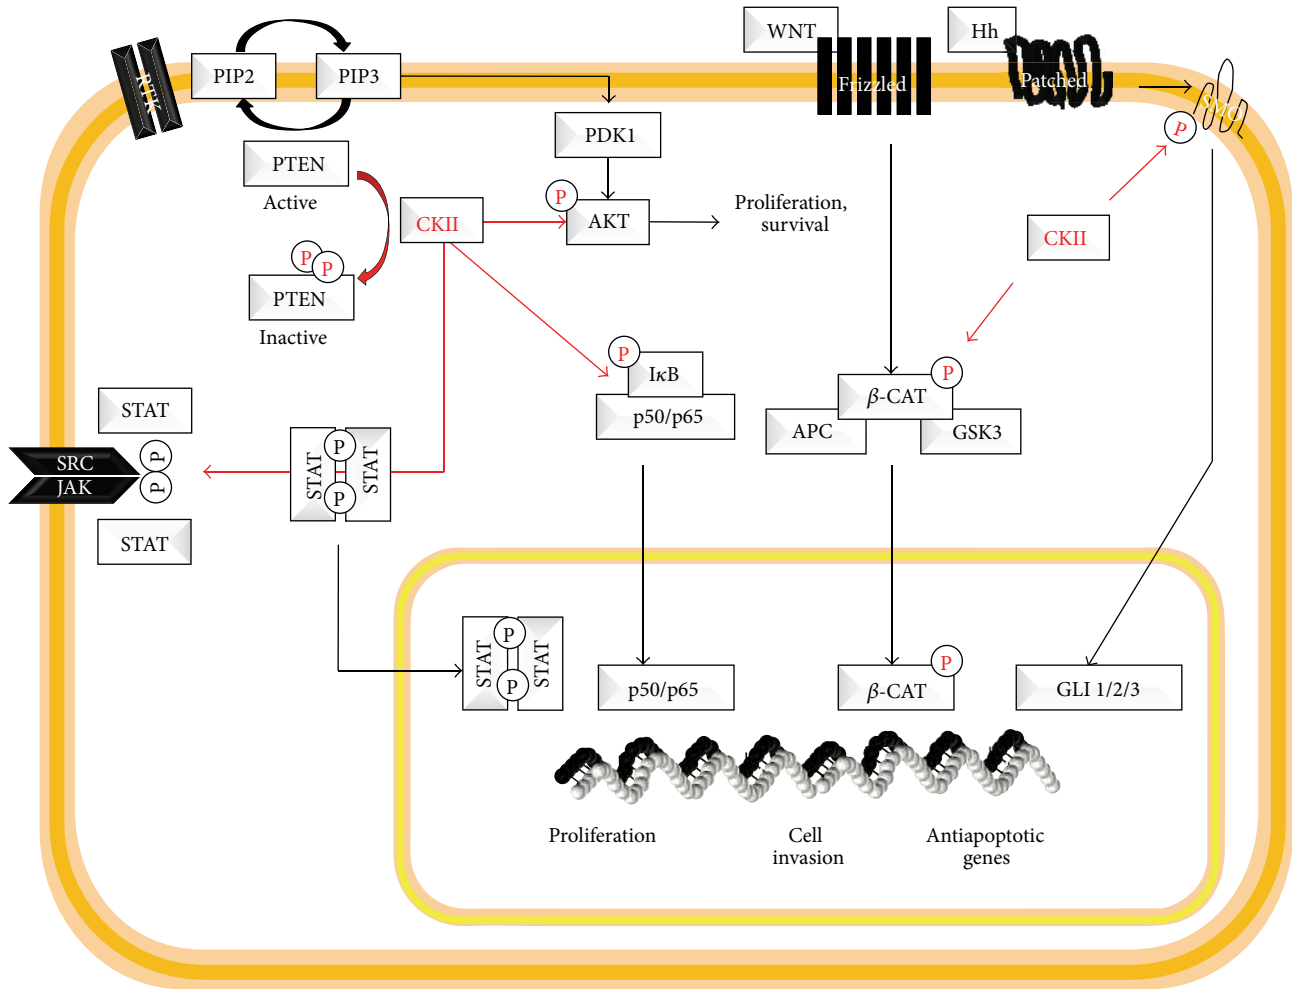 WNT
Hh
RTK
PIP2
PIP3
Frizzled
Patched
SMO
P
PDK1
PTEN
Active
P
AKT
CKII
Proliferation,
survival
CKII
P
P
PTEN
Inactive
P
IκB
p50/p65
P
β-CAT
APC
GSK3
STAT
SRC
JAK
P
P
STAT
STAT
P
P
STAT
STAT
P
P
STAT
p50/p65
P
β-CAT
GLI 1/2/3
Proliferation
Cell
invasion
Antiapoptotic
genes